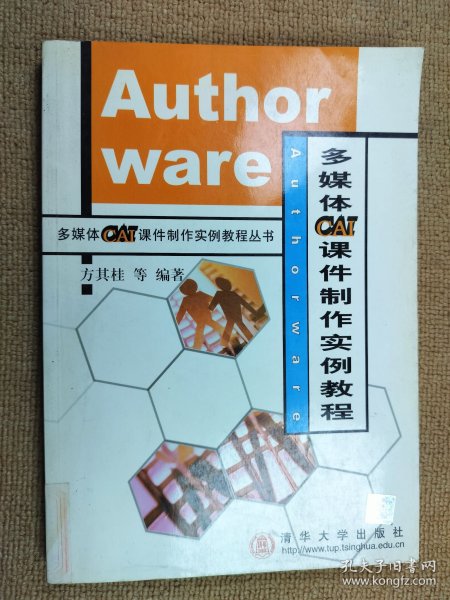 Author
ware
多媒体CAI课件制作实例教程丛书
方其桂 等 编著
Authorware
多媒体CAI课件制作实例教程
清华大学出版社
http://www.tup.tsinghua.edu.cn
孔夫子旧书网
www.kongfz.com